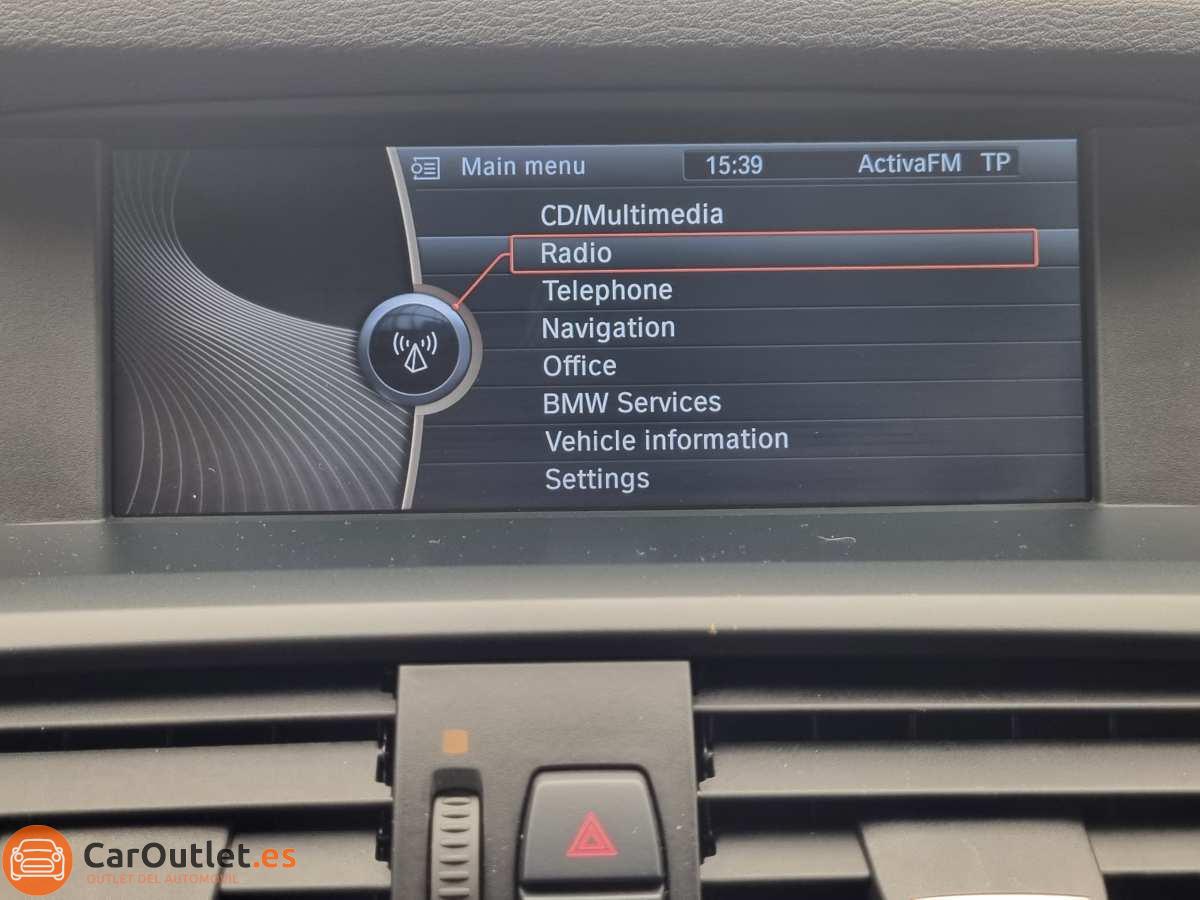 Main menu 15:39 ActivaFM TP
CD/Multimedia
Radio
Telephone
Navigation
Office
BMW Services
Vehicle information
Settings
CarOutlet.es
OUTLET DEL AUTOMOVIL